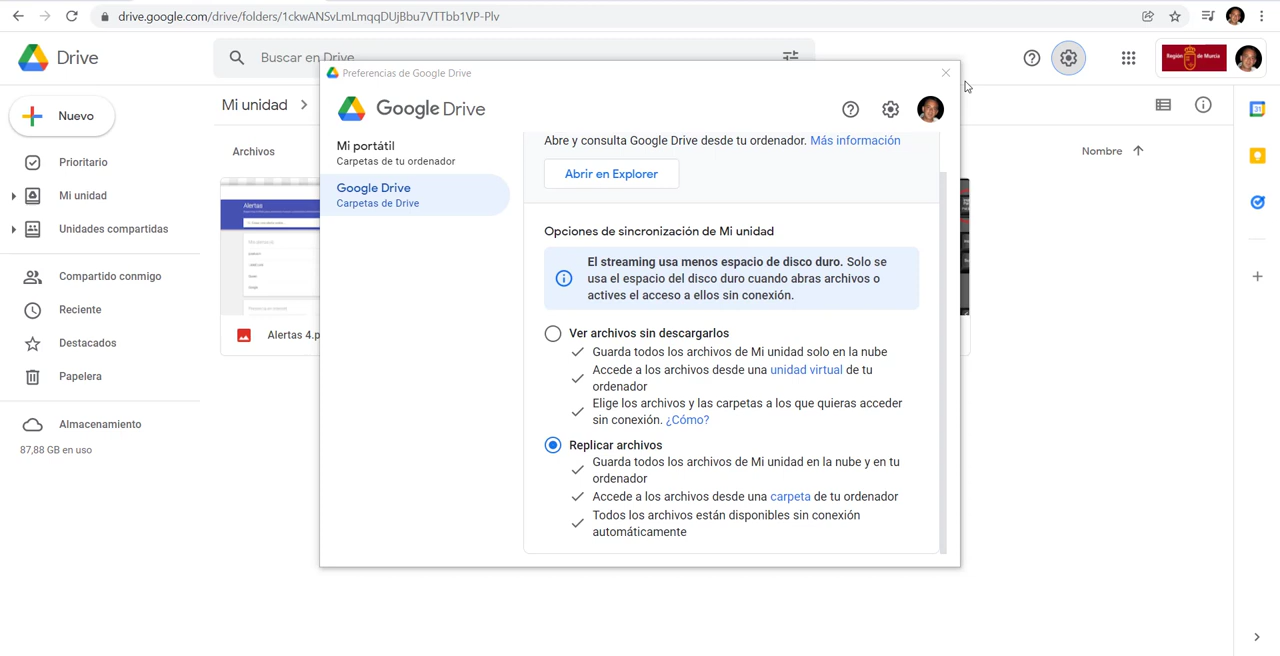 drive.google.com/drive/folders/1ckwANSvLmLmqqDUjBbu7VTTbb1VP-Plv
Drive
Buscar en Drive
Región de Murcia
Nuevo
Prioritario
Mi unidad
Unidades compartidas
Compartido conmigo
Reciente
Destacados
Papelera
Almacenamiento
87,88 GB en uso
Mi unidad
Archivos
Nombre
Alertas
Alertas 4.p
Preferencias de Google Drive
Google Drive
Mi portátil
Carpetas de tu ordenador
Google Drive
Carpetas de Drive
Abre y consulta Google Drive desde tu ordenador. Más información
Abrir en Explorer
Opciones de sincronización de Mi unidad
El streaming usa menos espacio de disco duro. Solo se
usa el espacio del disco duro cuando abras archivos o
actives el acceso a ellos sin conexión.
Ver archivos sin descargarlos
Guarda todos los archivos de Mi unidad solo en la nube
Accede a los archivos desde una unidad virtual de tu
ordenador
Elige los archivos y las carpetas a los que quieras acceder
sin conexión. ¿Cómo?
Replicar archivos
Guarda todos los archivos de Mi unidad en la nube y en tu
ordenador
Accede a los archivos desde una carpeta de tu ordenador
Todos los archivos están disponibles sin conexión
automáticamente
31